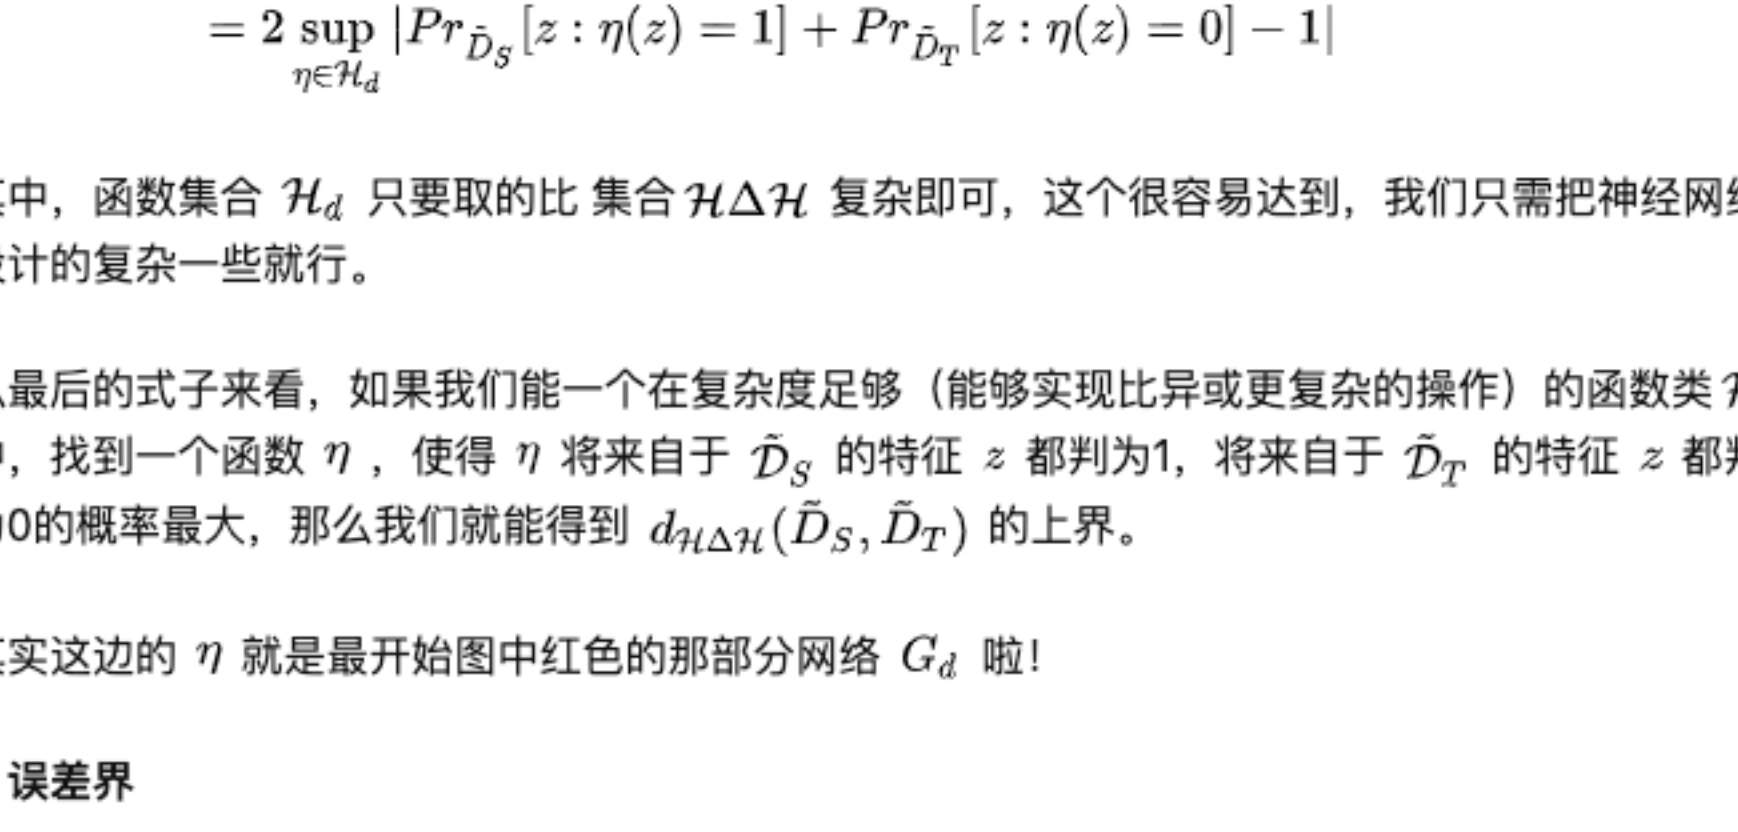 = 2 sup_{η∈ℋ_d} |Pr_{D̃_S}[z : η(z) = 1] + Pr_{D̃_T}[z : η(z) = 0] − 1|
中，函数集合 ℋ_d 只要取的比 集合 ℋΔℋ 复杂即可，这个很容易达到，我们只需把神经网
计的复杂一些就行。
最后的式子来看，如果我们能一个在复杂度足够（能够实现比异或更复杂的操作）的函数类
，找到一个函数 η ，使得 η 将来自于 D̃_S 的特征 z 都判为1，将来自于 D̃_T 的特征 z 都
0的概率最大，那么我们就能得到 d_{ℋΔℋ}(D̃_S, D̃_T) 的上界。
实这边的 η 就是最开始图中红色的那部分网络 G_d 啦！
误差界